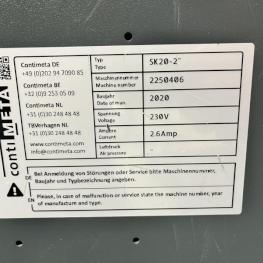 contimeta
Contimeta DE
+49 (0)202 94 7090 85
Contimeta BE
+32 (0)9 253 05 09
Contimeta NL
+31 (0)30 248 48 48
TBVerhagen NL
+31 (0)30 248 48 48
www.contimeta.com
info@contimeta.com
Typ
Type
SK20-2"
Maschinennummer
Machine number
2250406
Baujahr
Date of man.
2020
Spannung
Voltage
230V
Ampere
Current
2.6Amp
Luftdruck
Air pressure
-
DE
Bei Anmeldung von Störungen oder Service bitte Maschinennummer,
Baujahr und Typbezeichnung angeben.
EN
Please, in case of malfunction or service state the machine number, year
of manufacture and type.